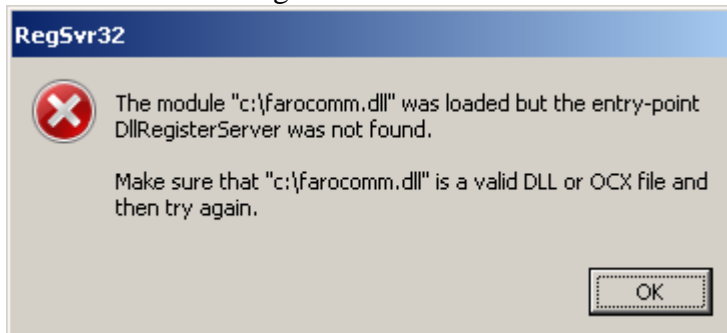 RegSvr32
The module "c:\farocomm.dll" was loaded but the entry-point
DllRegisterServer was not found.
Make sure that "c:\farocomm.dll" is a valid DLL or OCX file and
then try again.
OK